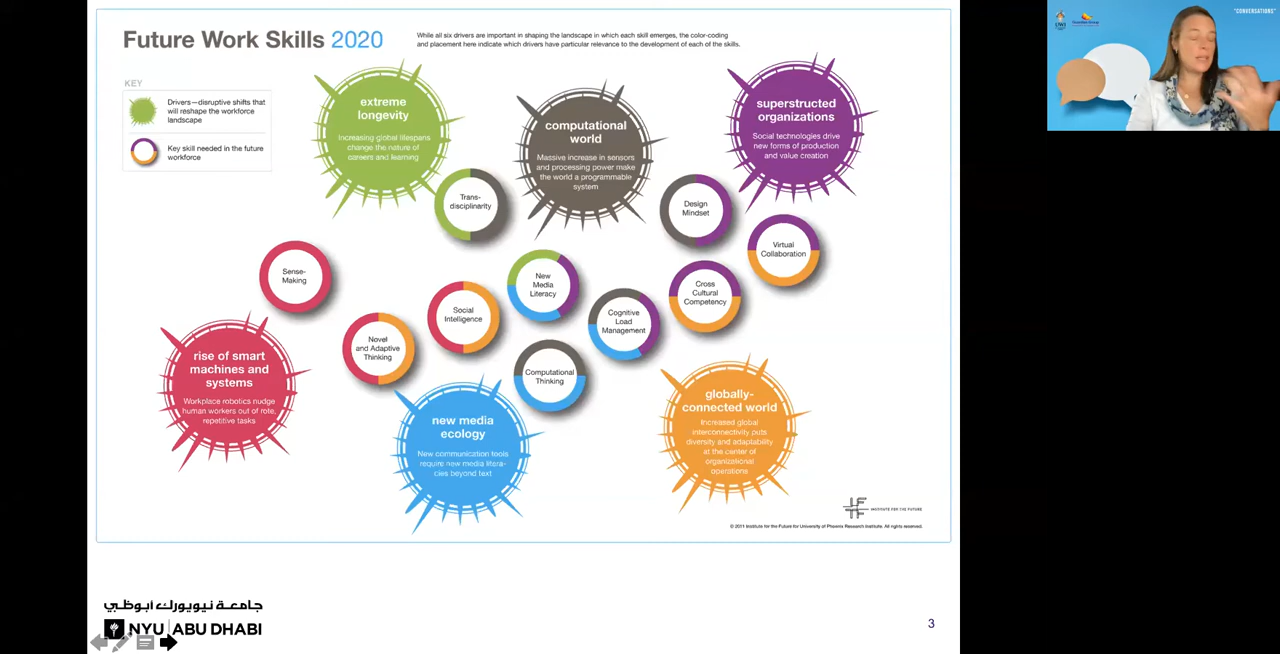 Future Work Skills 2020
While all six drivers are important in shaping the landscape in which each skill emerges, the color-coding
and placement here indicate which drivers have particular relevance to the development of each of the skills.
KEY
Drivers—disruptive shifts that
will reshape the workforce
landscape
Key skill needed in the future
workforce
extreme
longevity
Increasing global lifespans
change the nature of
careers and learning
computational
world
Massive increase in sensors
and processing power make
the world a programmable
system
superstructed
organizations
Social technologies drive
new forms of production
and value creation
Trans-
disciplinarity
Design
Mindset
Virtual
Collaboration
Sense-
Making
New
Media
Literacy
Cross
Cultural
Competency
Social
Intelligence
Cognitive
Load
Management
Novel
and Adaptive
Thinking
Computational
Thinking
rise of smart
machines and
systems
Workplace robotics nudge
human workers out of rote,
repetitive tasks
new media
ecology
New communication tools
require new media litera-
cies beyond text
globally-
connected world
Increased global
interconnectivity puts
diversity and adaptability
at the center of
organizational
operations
INSTITUTE FOR THE FUTURE
© 2011 Institute for the Future for University of Phoenix Research Institute. All rights reserved.
جامعة نيويورك أبوظبي
NYU ABU DHABI
3
"CONVERSATIONS"